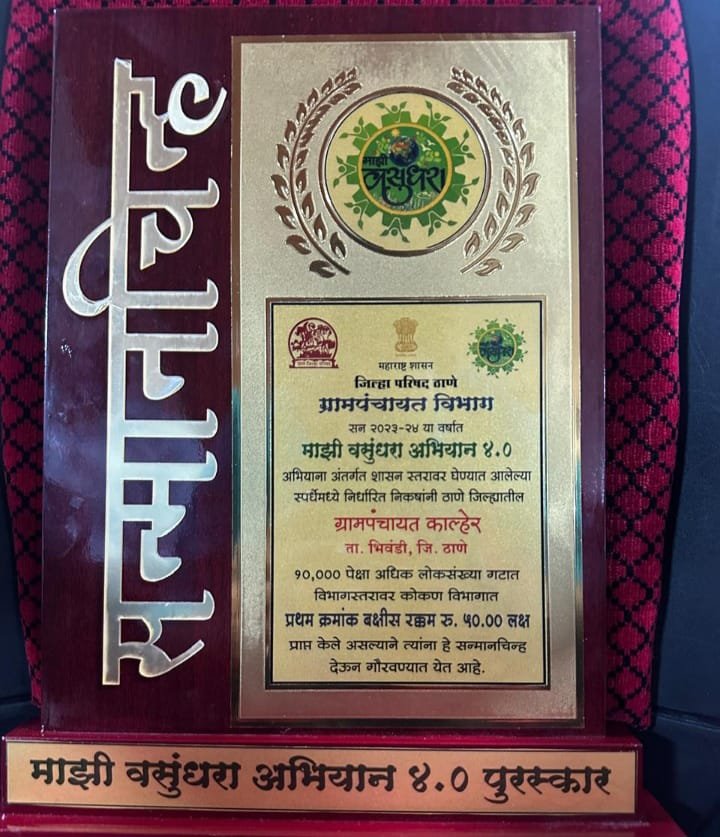 सन्मानचिन्ह
माझी
वसुंधरा
महाराष्ट्र शासन
जिल्हा परिषद ठाणे
ग्रामपंचायत विभाग
सन २०२३-२४ या वर्षात
माझी वसुंधरा अभियान ४.०
अभियाना अंतर्गत शासन स्तरावर घेण्यात आलेल्या
स्पर्धेमध्ये निर्धारित निकषांनी ठाणे जिल्ह्यातील
ग्रामपंचायत काल्हेर
ता. भिवंडी, जि. ठाणे
१०,००० पेक्षा अधिक लोकसंख्या गटात
विभागस्तरावर कोकण विभागात
प्रथम क्रमांक बक्षीस रक्कम रु. ५०.०० लक्ष
प्राप्त केले असल्याने त्यांना हे सन्मानचिन्ह
देऊन गौरवण्यात येत आहे.
माझी वसुंधरा अभियान ४.० पुरस्कार